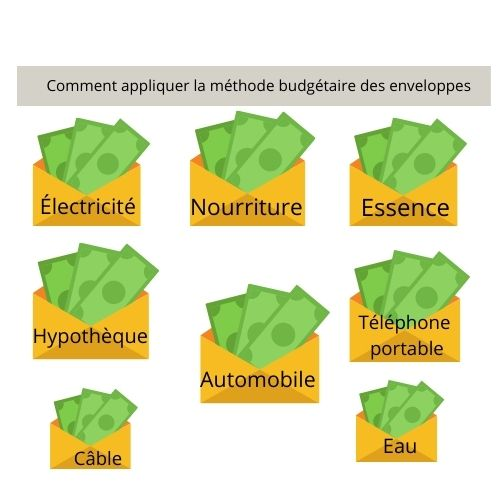 Comment appliquer la méthode budgétaire des enveloppes
Électricité
Nourriture
Essence
Hypothèque
Automobile
Téléphone
portable
Câble
Eau